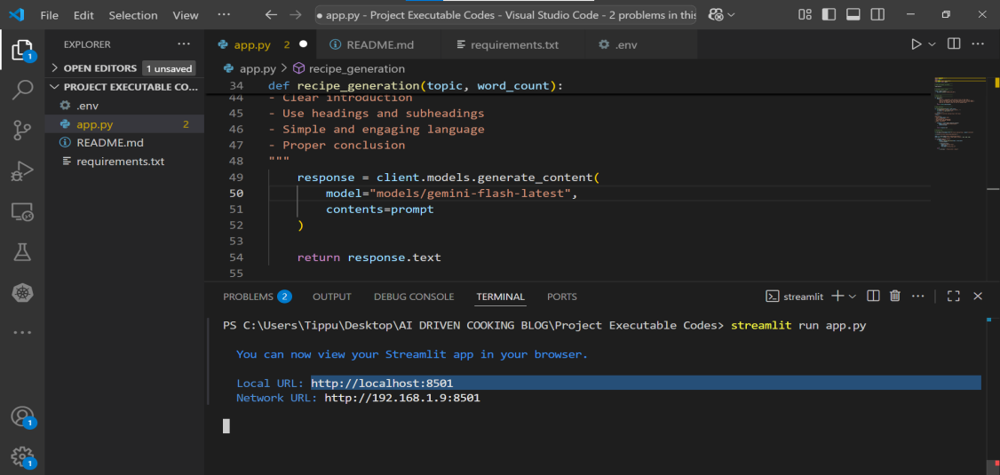 File Edit Selection View ··· app.py - Project Executable Codes - Visual Studio Code - 2 problems in this
EXPLORER ···
OPEN EDITORS 1 unsaved
PROJECT EXECUTABLE CO...
.env
app.py 2
README.md
requirements.txt
1
1
1
app.py 2 README.md requirements.txt .env ···
app.py > recipe_generation
34 def recipe_generation(topic, word_count):
44 - Clear introduction
45 - Use headings and subheadings
46 - Simple and engaging language
47 - Proper conclusion
48 """
49 response = client.models.generate_content(
50 model="models/gemini-flash-latest",
51 contents=prompt
52 )
53
54 return response.text
55
PROBLEMS 2 OUTPUT DEBUG CONSOLE TERMINAL PORTS streamlit ···
PS C:\Users\Tippu\Desktop\AI DRIVEN COOKING BLOG\Project Executable Codes> streamlit run app.py
You can now view your Streamlit app in your browser.
Local URL: http://localhost:8501
Network URL: http://192.168.1.9:8501